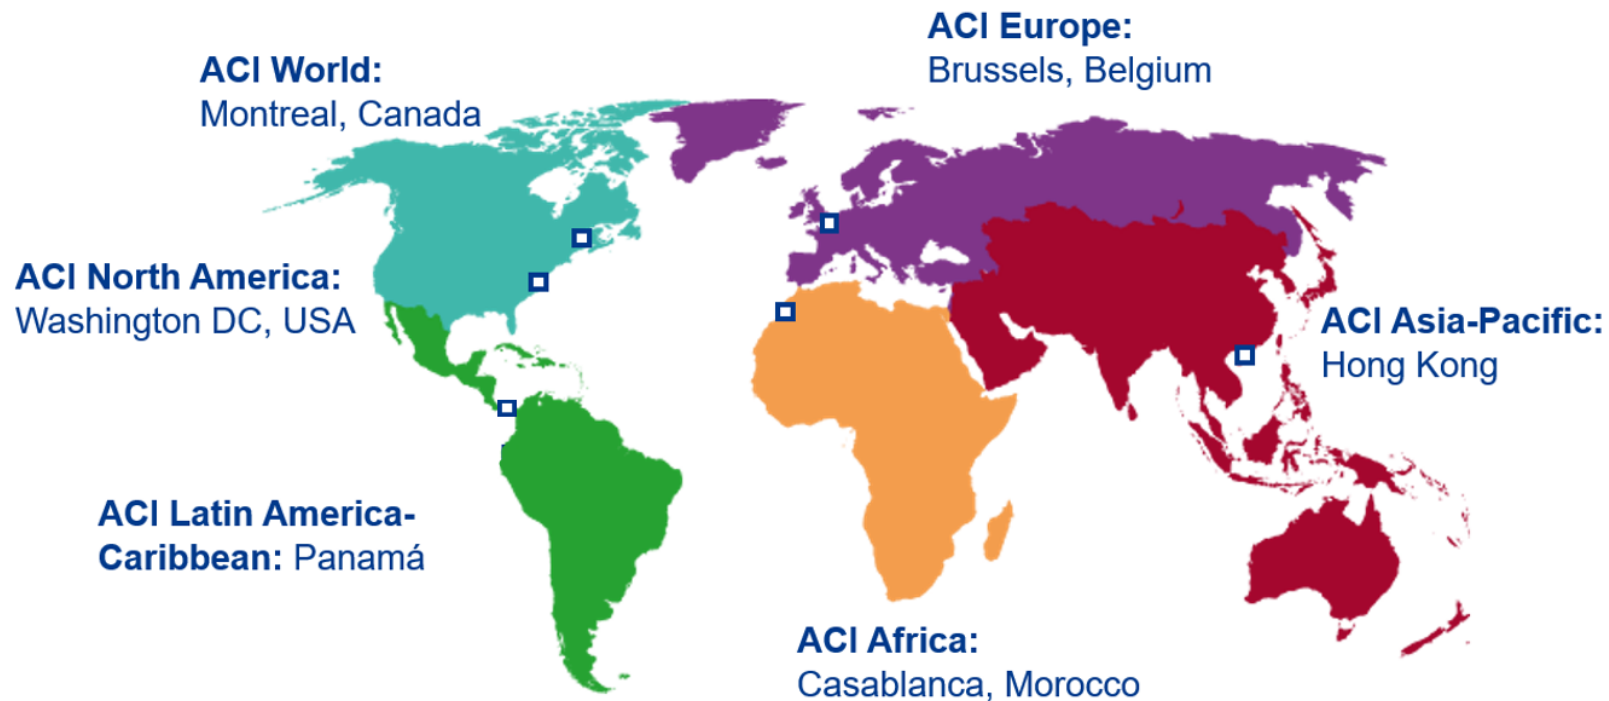 ACI Europe:
Brussels, Belgium
ACI World:
Montreal, Canada
ACI North America:
Washington DC, USA
ACI Asia-Pacific:
Hong Kong
ACI Latin America-
Caribbean: Panamá
ACI Africa:
Casablanca, Morocco